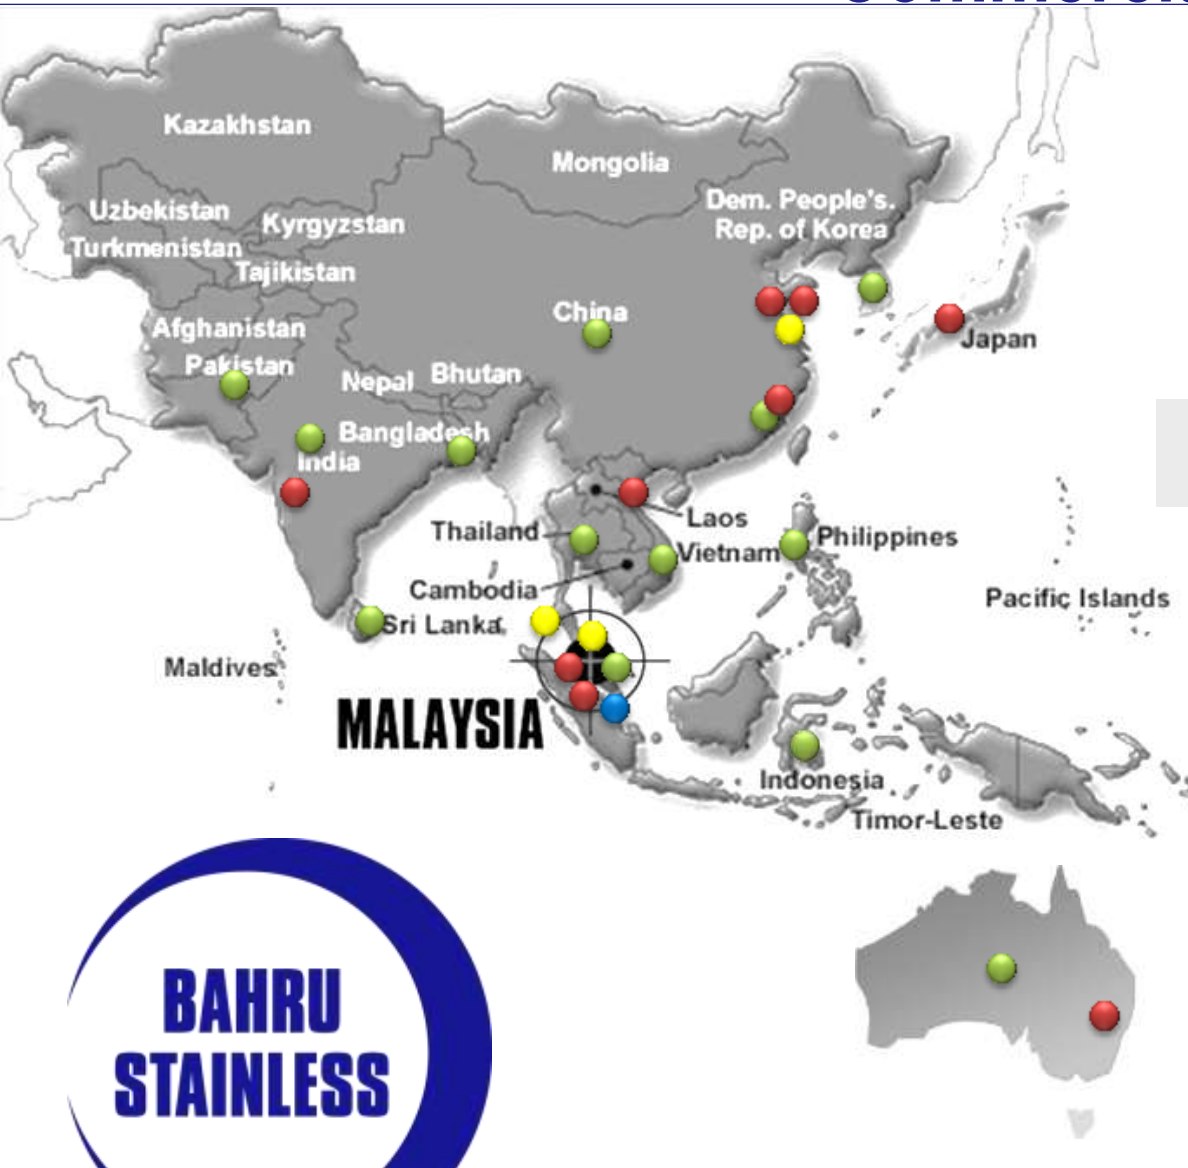 Kazakhstan
Mongolia
Dem. People's.
Rep. of Korea
Uzbekistan
Kyrgyzstan
Turkmenistan
Tajikistan
China
Afghanistan
Japan
Pakistan
Nepal
Bhutan
Bangladesh
India
Laos
Thailand
Philippines
Vietnam
Cambodia
Pacific Islands
Sri Lanka
Maldives
MALAYSIA
Indonesia
Timor-Leste
BAHRU
STAINLESS